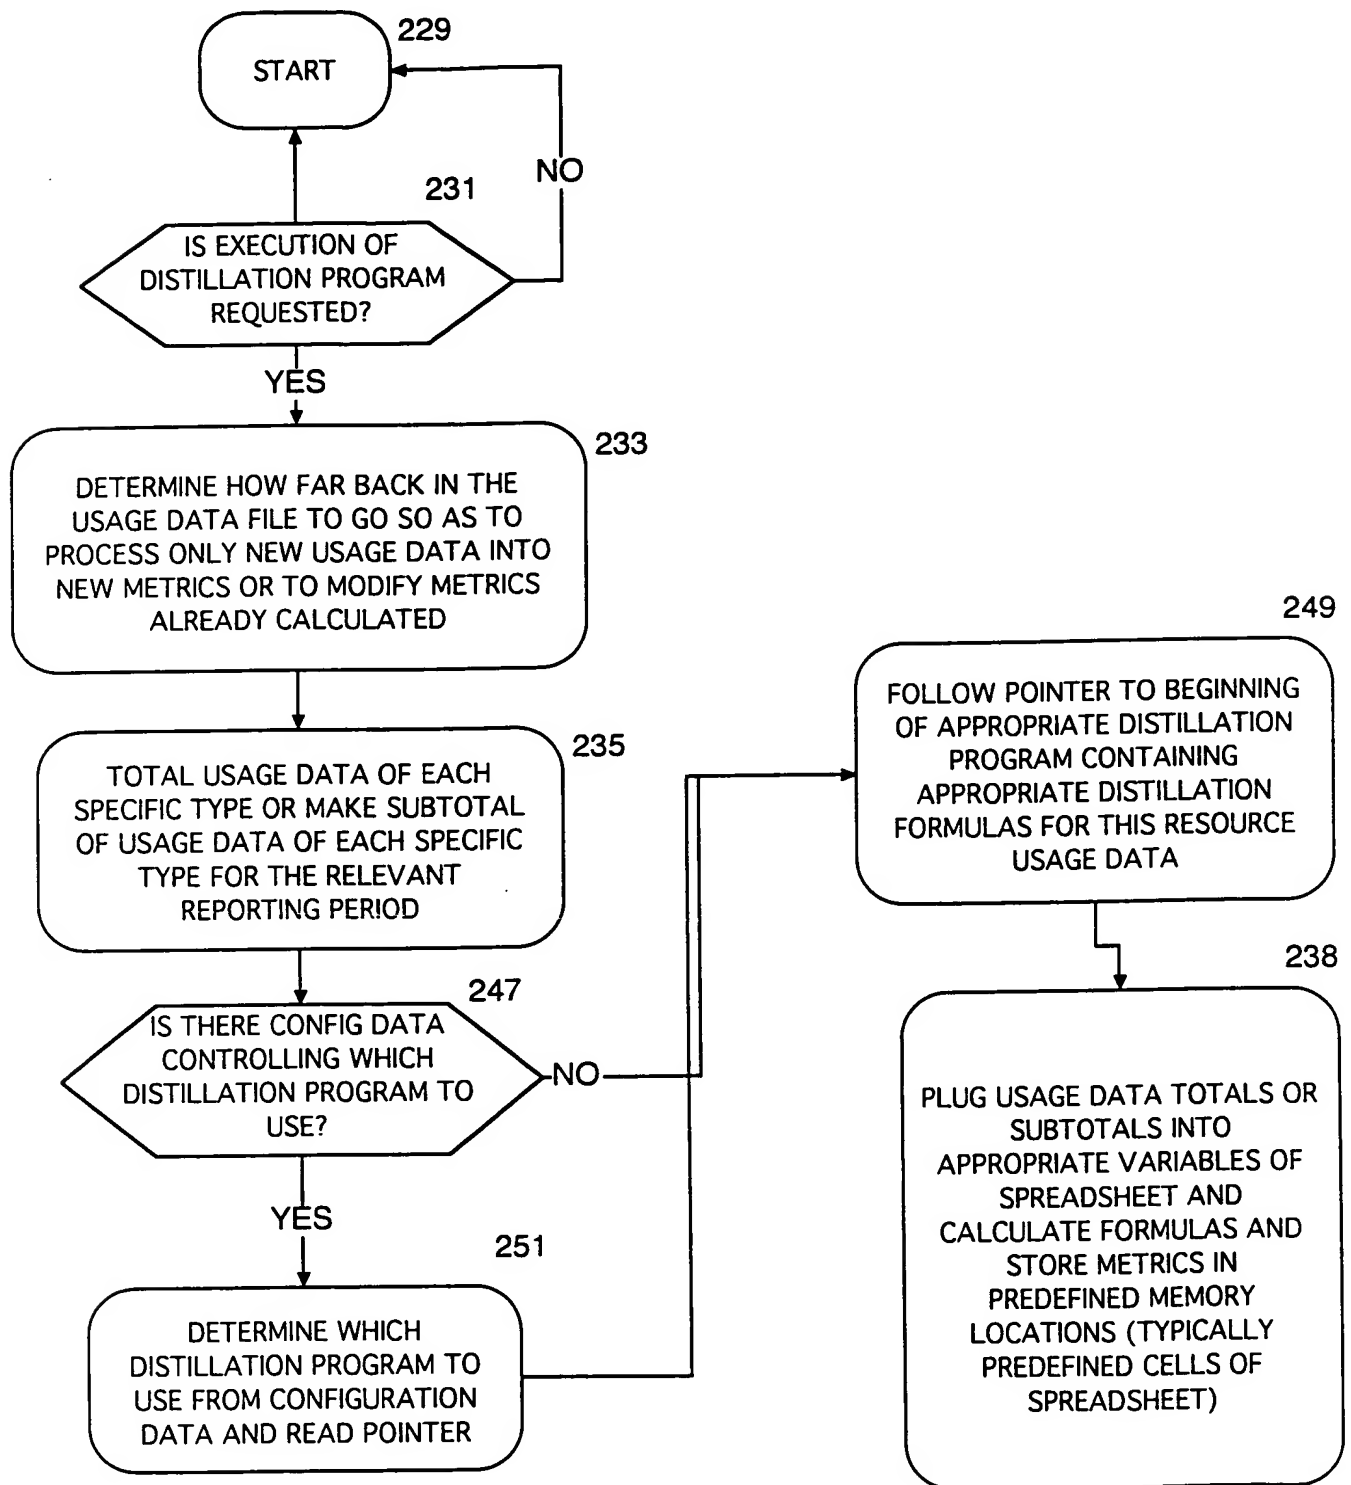 229
START
NO
231
IS EXECUTION OF
DISTILLATION PROGRAM
REQUESTED?
YES
233
DETERMINE HOW FAR BACK IN THE
USAGE DATA FILE TO GO SO AS TO
PROCESS ONLY NEW USAGE DATA INTO
NEW METRICS OR TO MODIFY METRICS
ALREADY CALCULATED
235
TOTAL USAGE DATA OF EACH
SPECIFIC TYPE OR MAKE SUBTOTAL
OF USAGE DATA OF EACH SPECIFIC
TYPE FOR THE RELEVANT
REPORTING PERIOD
247
IS THERE CONFIG DATA
CONTROLLING WHICH
DISTILLATION PROGRAM TO
USE?
NO
YES
251
DETERMINE WHICH
DISTILLATION PROGRAM TO
USE FROM CONFIGURATION
DATA AND READ POINTER
249
FOLLOW POINTER TO BEGINNING
OF APPROPRIATE DISTILLATION
PROGRAM CONTAINING
APPROPRIATE DISTILLATION
FORMULAS FOR THIS RESOURCE
USAGE DATA
238
PLUG USAGE DATA TOTALS OR
SUBTOTALS INTO
APPROPRIATE VARIABLES OF
SPREADSHEET AND
CALCULATE FORMULAS AND
STORE METRICS IN
PREDEFINED MEMORY
LOCATIONS (TYPICALLY
PREDEFINED CELLS OF
SPREADSHEET)